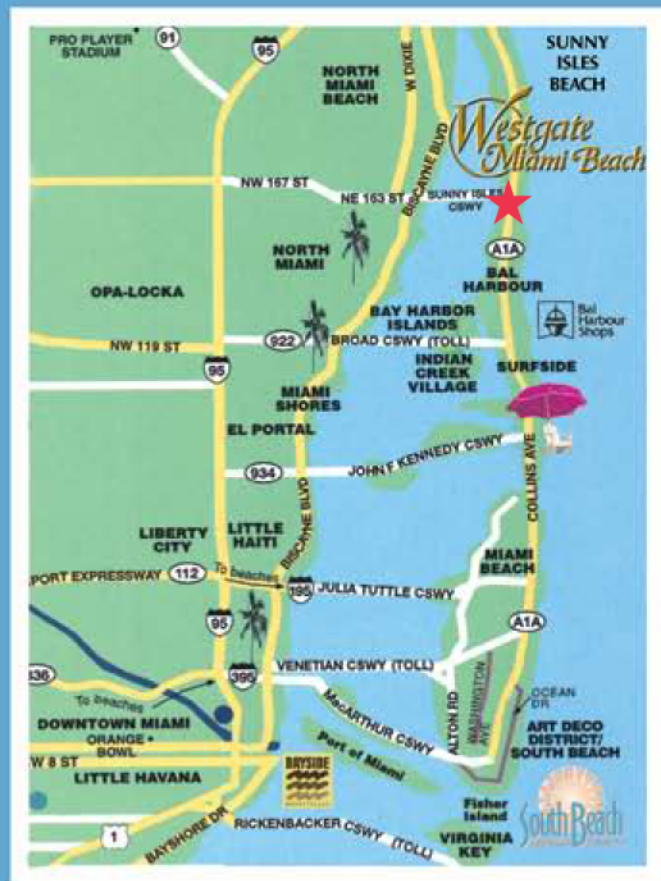 PRO PLAYER
STADIUM
91
95
W DIXIE
SUNNY
ISLES
BEACH
NORTH
MIAMI
BEACH
Westgate
Miami Beach
BISCAYNE BLVD
NW 167 ST
NE 163 ST
SUNNY ISLES
CSWY
A1A
NORTH
MIAMI
BAL
HARBOUR
OPA-LOCKA
BAY HARBOR
ISLANDS
Bal
Harbour
Shops
NW 119 ST
922
BROAD CSWY (TOLL)
INDIAN
CREEK
VILLAGE
SURFSIDE
95
MIAMI
SHORES
EL PORTAL
934
JOHN F KENNEDY CSWY
COLLINS AVE
LIBERTY
CITY
LITTLE
HAITI
BISCAYNE BLVD
MIAMI
BEACH
PORT EXPRESSWAY
112
To beaches
195
JULIA TUTTLE CSWY
95
A1A
836
395
VENETIAN CSWY (TOLL)
To beaches
MacARTHUR CSWY
ALTON RD
WASHINGTON
AVE
OCEAN
DR
DOWNTOWN MIAMI
ORANGE
BOWL
ART DECO
DISTRICT/
SOUTH BEACH
W 8 ST
LITTLE HAVANA
BAYSIDE
Port of Miami
Fisher
Island
South Beach
1
BAYSHORE DR
RICKENBACKER CSWY (TOLL)
VIRGINIA
KEY